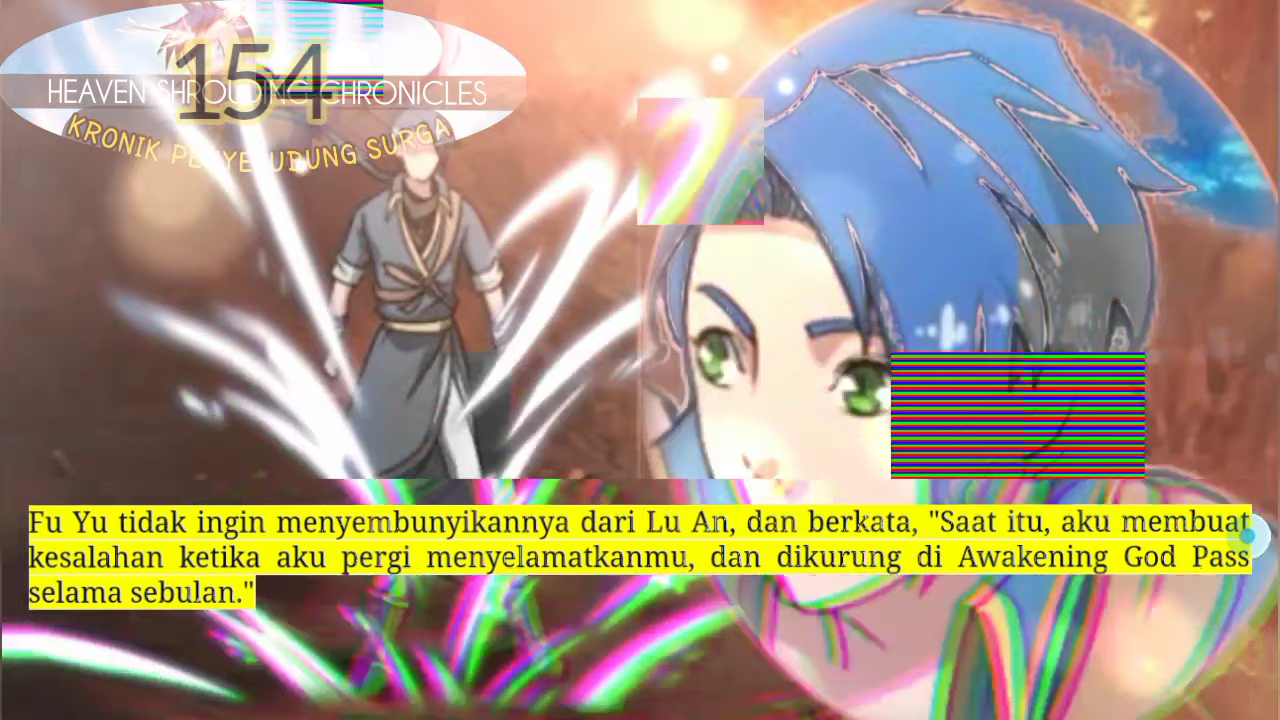 154
HEAVEN SHROUDING CHRONICLES
KRONIK PENYELUBUNG SURGA
Fu Yu tidak ingin menyembunyikannya dari Lu An, dan berkata, "Saat itu, aku membuat
kesalahan ketika aku pergi menyelamatkanmu, dan dikurung di Awakening God Pass
selama sebulan."